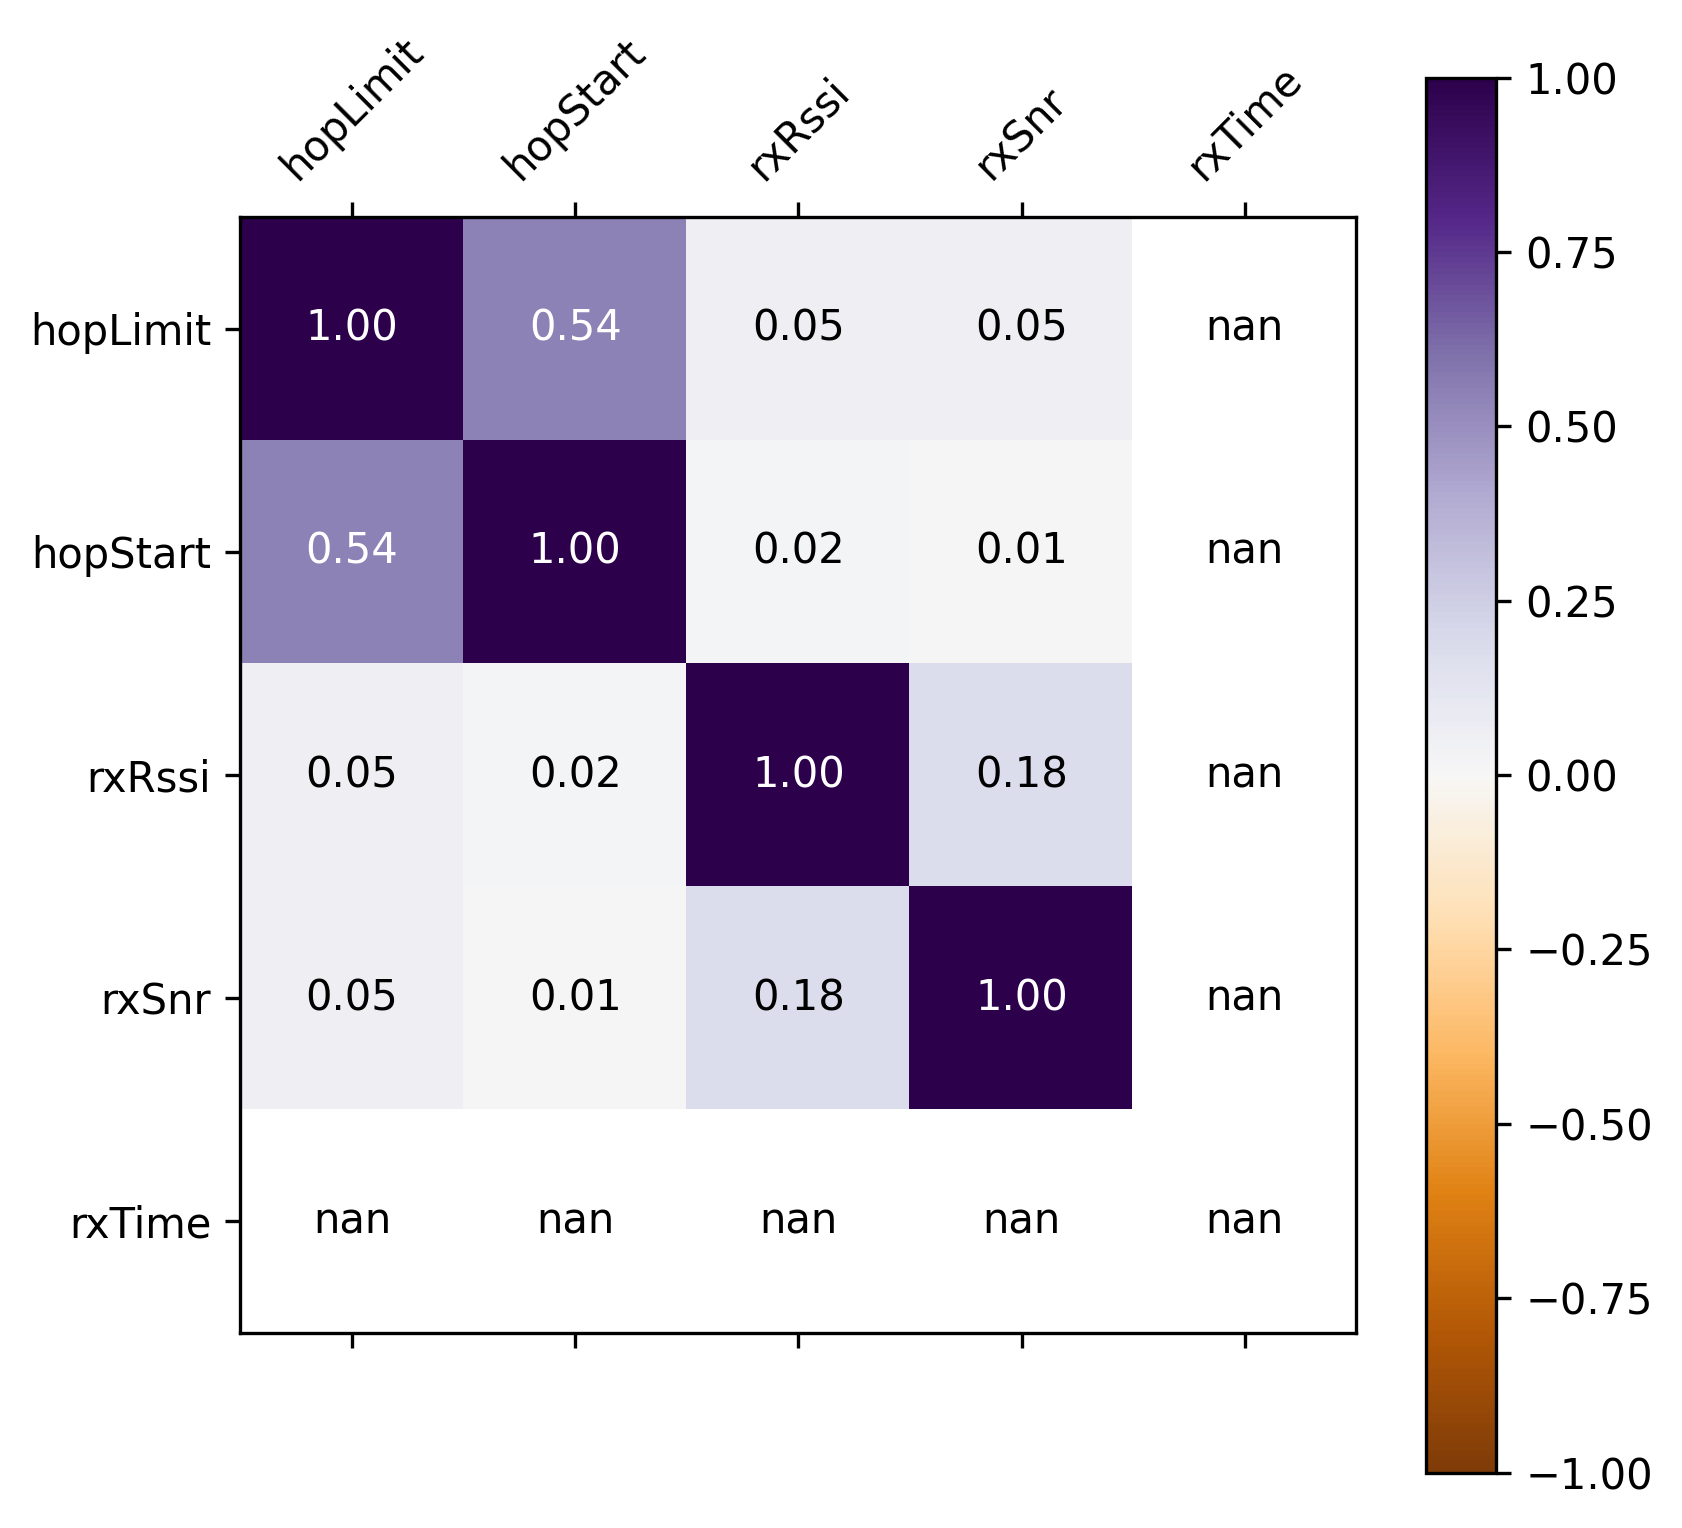 hopLimit hopStart rxRssi rxSnr rxTime
hopLimit 1.00 0.54 0.05 0.05 nan
hopStart 0.54 1.00 0.02 0.01 nan
rxRssi 0.05 0.02 1.00 0.18 nan
rxSnr 0.05 0.01 0.18 1.00 nan
rxTime nan nan nan nan nan
1.00
0.75
0.50
0.25
0.00
−0.25
−0.50
−0.75
−1.00